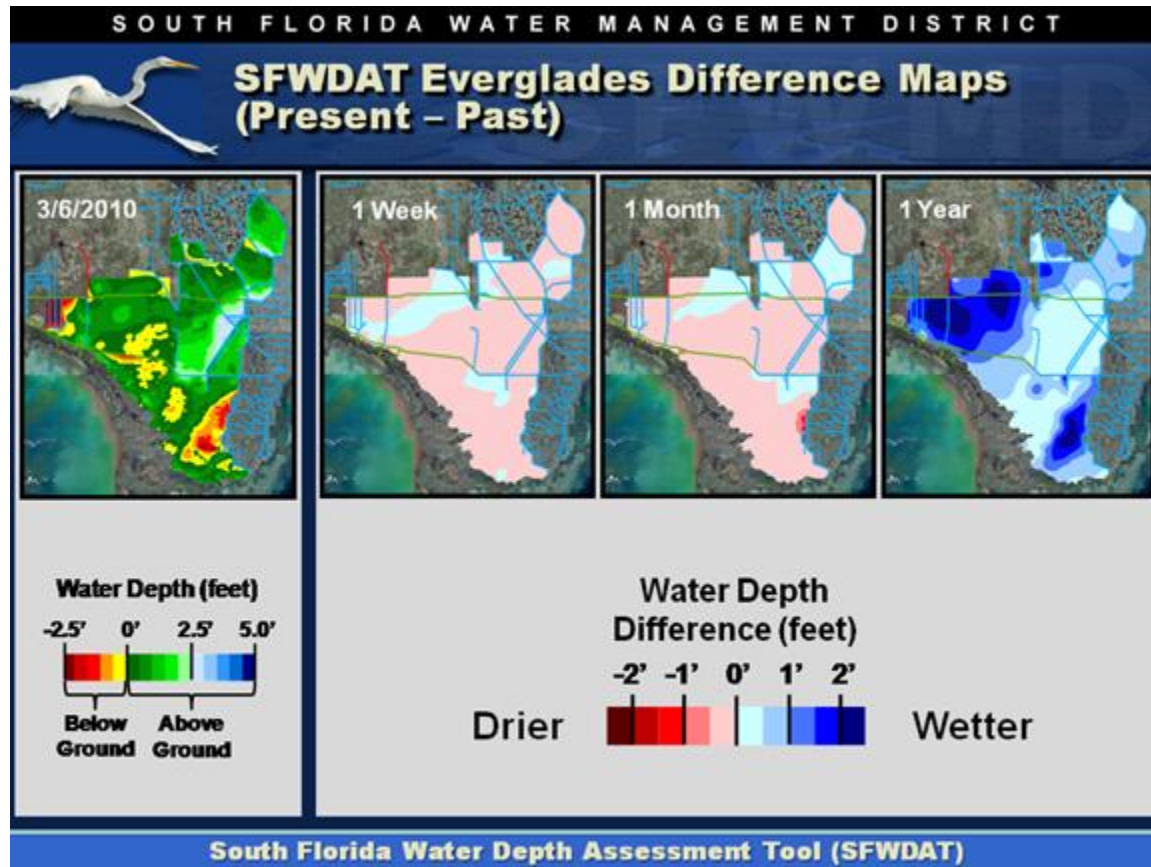 SOUTH FLORIDA WATER MANAGEMENT DISTRICT
SFWDAT Everglades Difference Maps
(Present – Past)
3/6/2010
1 Week
1 Month
1 Year
Water Depth (feet)
-2.5' 0' 2.5' 5.0'
Below
Ground
Above
Ground
Water Depth
Difference (feet)
-2' -1' 0' 1' 2'
Drier
Wetter
South Florida Water Depth Assessment Tool (SFWDAT)